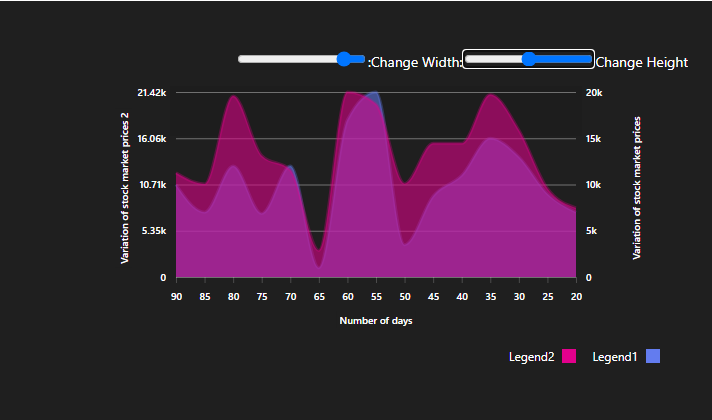 :Change Width:
Change Height
21.42k
16.06k
10.71k
5.35k
0
Variation of stock market prices 2
20k
15k
10k
5k
0
Variation of stock market prices
90 85 80 75 70 65 60 55 50 45 40 35 30 25 20
Number of days
Legend2 Legend1